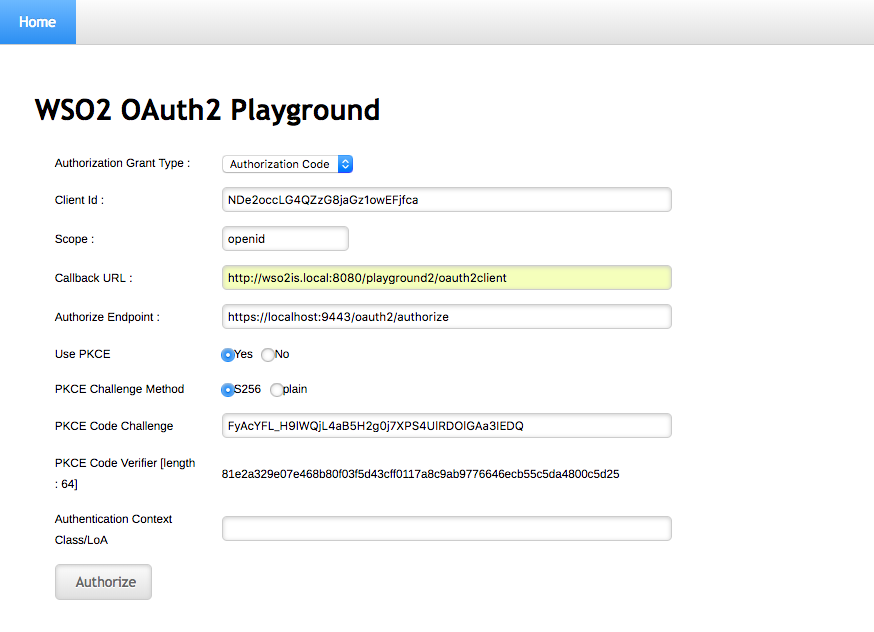 Home
WSO2 OAuth2 Playground
Authorization Grant Type : Authorization Code
Client Id : NDe2occLG4QZzG8jaGz1owEFjfca
Scope : openid
Callback URL : http://wso2is.local:8080/playground2/oauth2client
Authorize Endpoint : https://localhost:9443/oauth2/authorize
Use PKCE Yes No
PKCE Challenge Method S256 plain
PKCE Code Challenge FyAcYFL_H9lWQjL4aB5H2g0j7XPS4UlRDOlGAa3IEDQ
PKCE Code Verifier [length
: 64] 81e2a329e07e468b80f03f5d43cff0117a8c9ab9776646ecb55c5da4800c5d25
Authentication Context
Class/LoA
Authorize